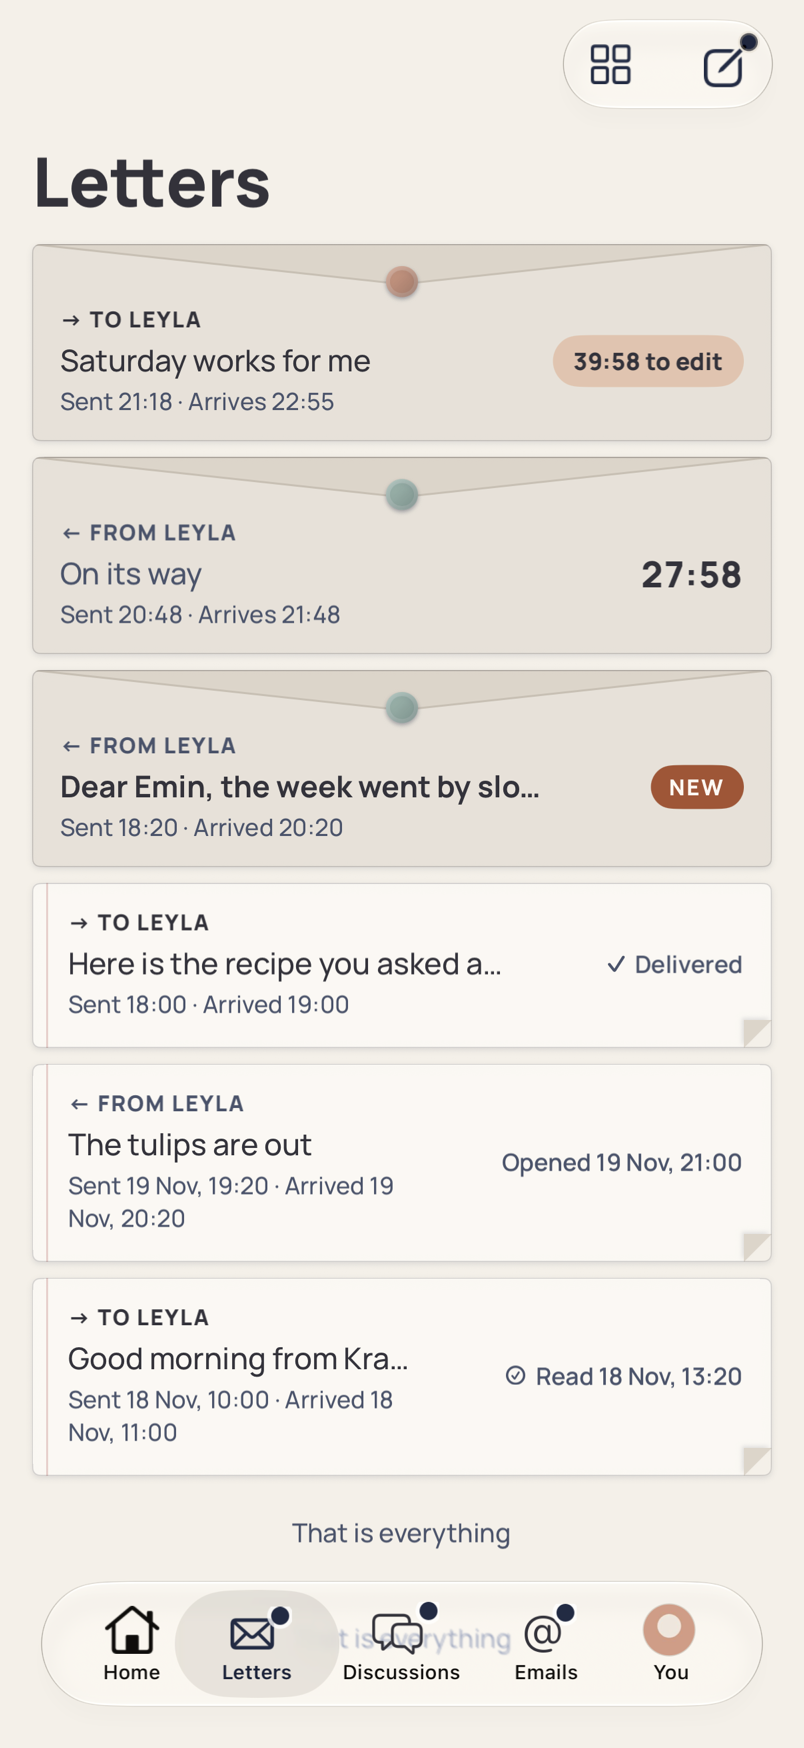 Letters
→ TO LEYLA
Saturday works for me
39:58 to edit
Sent 21:18 · Arrives 22:55
← FROM LEYLA
On its way
27:58
Sent 20:48 · Arrives 21:48
← FROM LEYLA
Dear Emin, the week went by slo...
NEW
Sent 18:20 · Arrived 20:20
→ TO LEYLA
Here is the recipe you asked a...
✓ Delivered
Sent 18:00 · Arrived 19:00
← FROM LEYLA
The tulips are out
Opened 19 Nov, 21:00
Sent 19 Nov, 19:20 · Arrived 19
Nov, 20:20
→ TO LEYLA
Good morning from Kra...
Read 18 Nov, 13:20
Sent 18 Nov, 10:00 · Arrived 18
Nov, 11:00
That is everything
t is everything
Home
Letters
Discussions
@
Emails
You